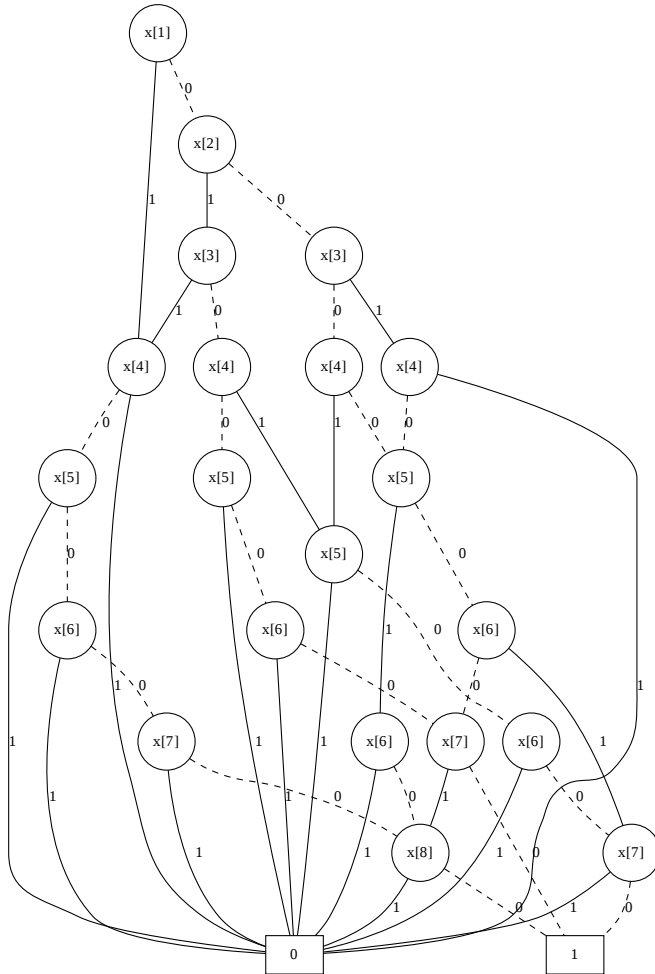 x[1]
0
x[2]
1 1 0
x[3] x[3]
1 0 0 1
x[4] x[4] x[4] x[4]
0 0 1 1 0 0
x[5] x[5] x[5]
0 0 x[5] 0
x[6] x[6] 1 0 x[6]
1 0 0 0 1
1 x[7] 1 1 x[6] x[7] x[6] 1
1 0 1 0 1 0 0
1 1 x[8] 1 0 x[7]
1 0 1 0
0 1